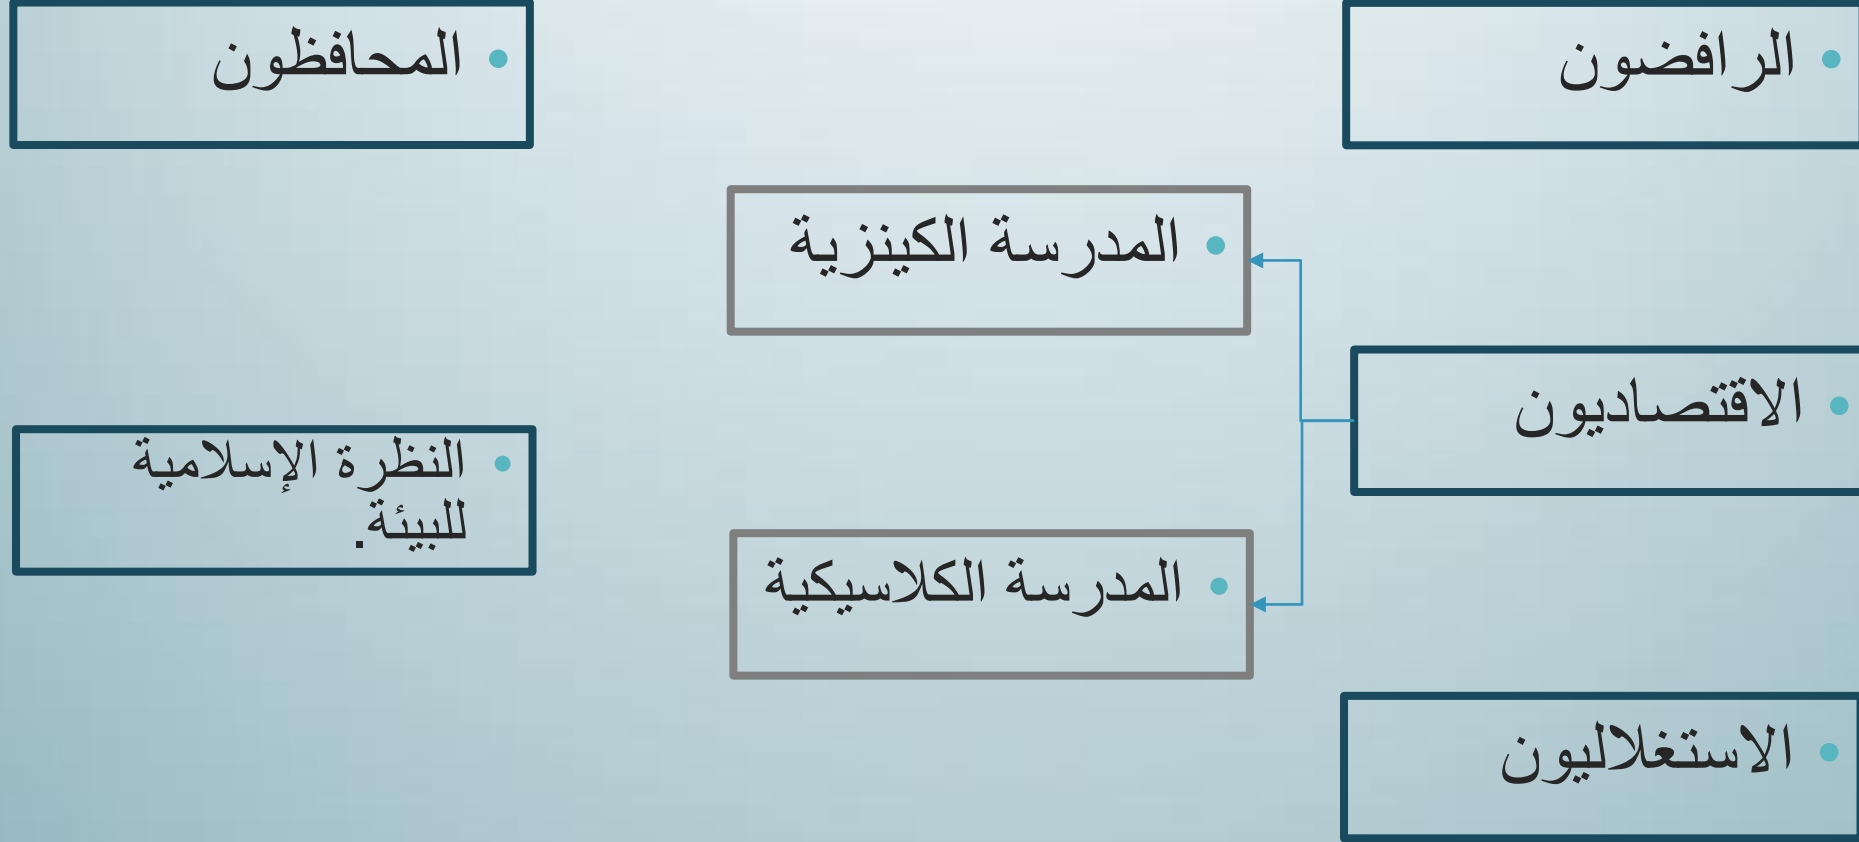 • الرافضون
• الاقتصاديون
• الاستغلاليون
• المدرسة الكينزية
• المدرسة الكلاسيكية
• المحافظون
• النظرة الإسلامية
للبيئة.